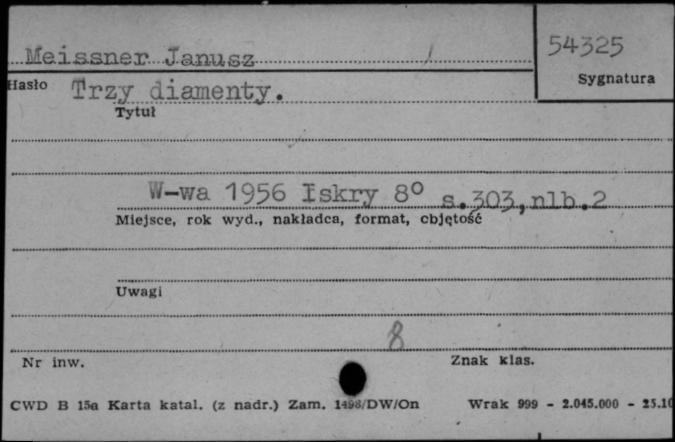 Meissner Janusz
54325
Sygnatura
Hasło Trzy diamenty.
Tytuł
W-wa 1956 Iskry 8° s.303,nlb.2
Miejsce, rok wyd., nakładca, format, cbjętość
Uwagi
8
Nr inw. Znak klas.
CWD B 15a Karta katal. (z nadr.) Zam. 1498/DW/On Wrak 999 - 2.045.000 - 25.10